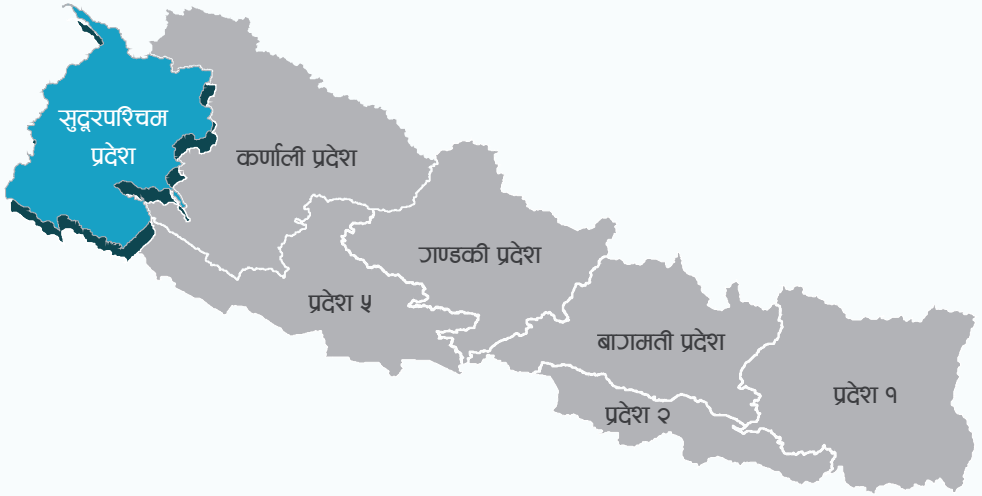 सुदूरपश्चिम
प्रदेश
कर्णाली प्रदेश
गण्डकी प्रदेश
प्रदेश ५
बागमती प्रदेश
प्रदेश १
प्रदेश २